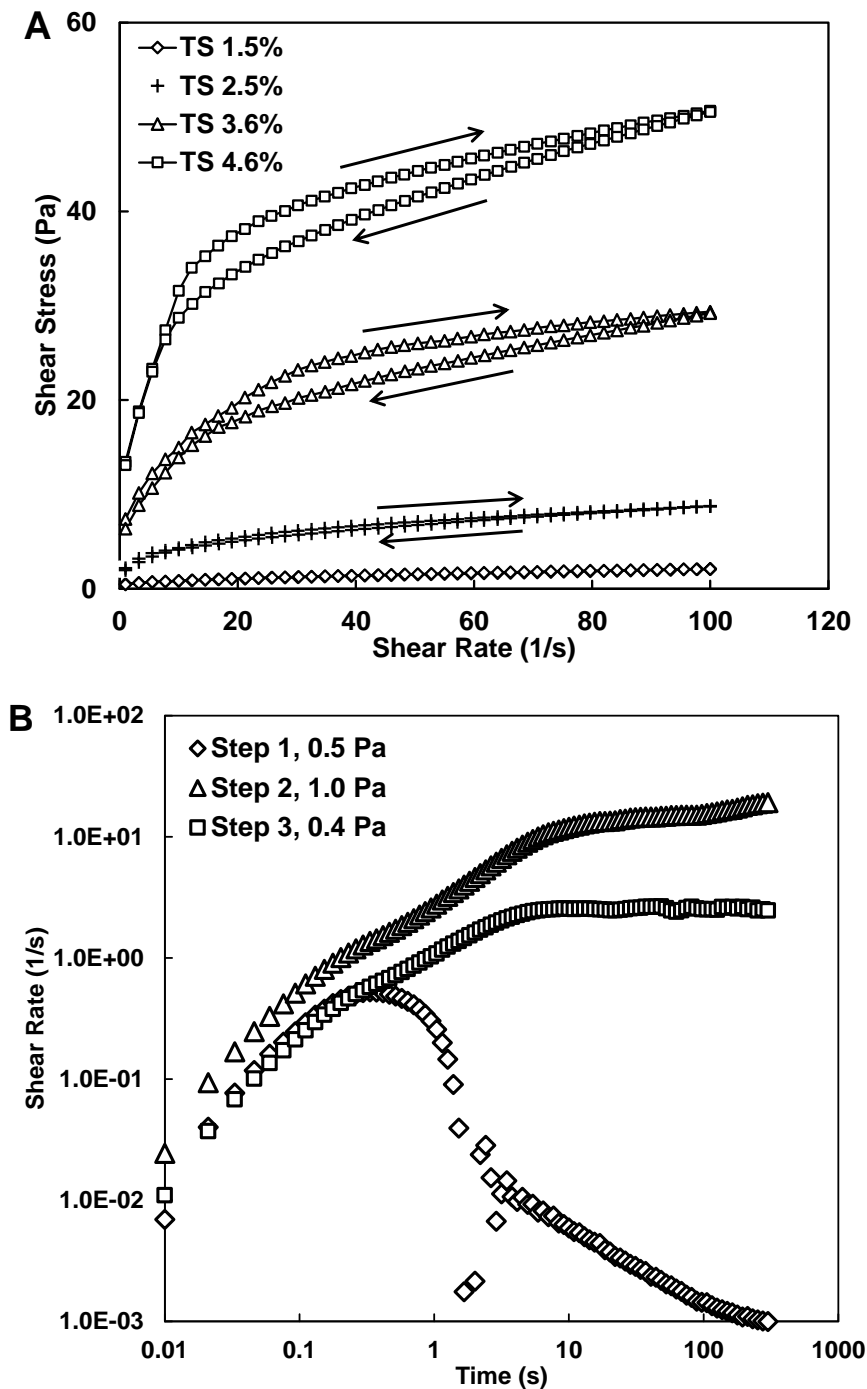 A
60
40
20
0
TS 1.5%
TS 2.5%
TS 3.6%
TS 4.6%
Shear Stress (Pa)
0 20 40 60 80 100 120
Shear Rate (1/s)
B
1.0E+02
1.0E+01
1.0E+00
1.0E-01
1.0E-02
1.0E-03
Step 1, 0.5 Pa
Step 2, 1.0 Pa
Step 3, 0.4 Pa
Shear Rate (1/s)
0.01 0.1 1 10 100 1000
Time (s)